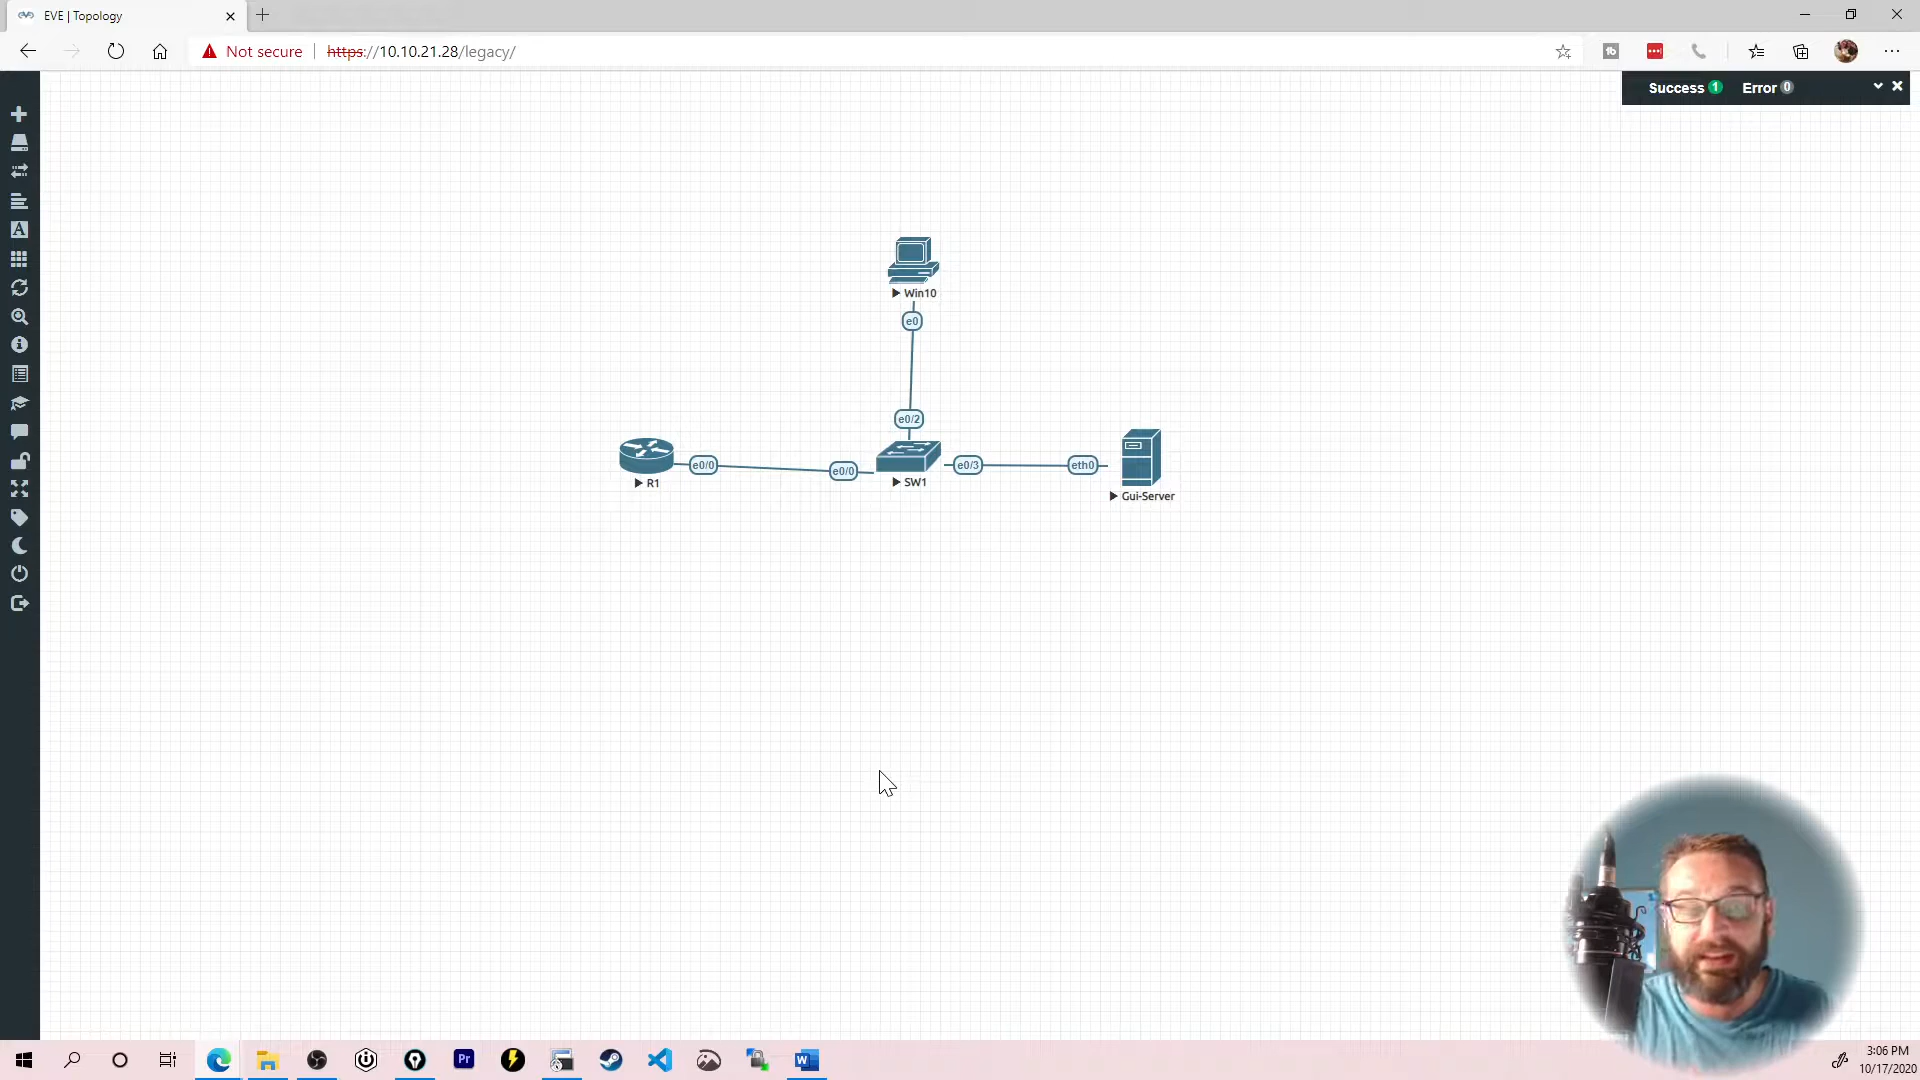 EVE | Topology
Not secure https://10.10.21.28/legacy/
Success 1 Error 0
A
Win10
e0
e0/2
e0/0
e0/0
e0/3
eth0
R1
SW1
Gui-Server
Pr
W
3:06 PM
10/17/2020